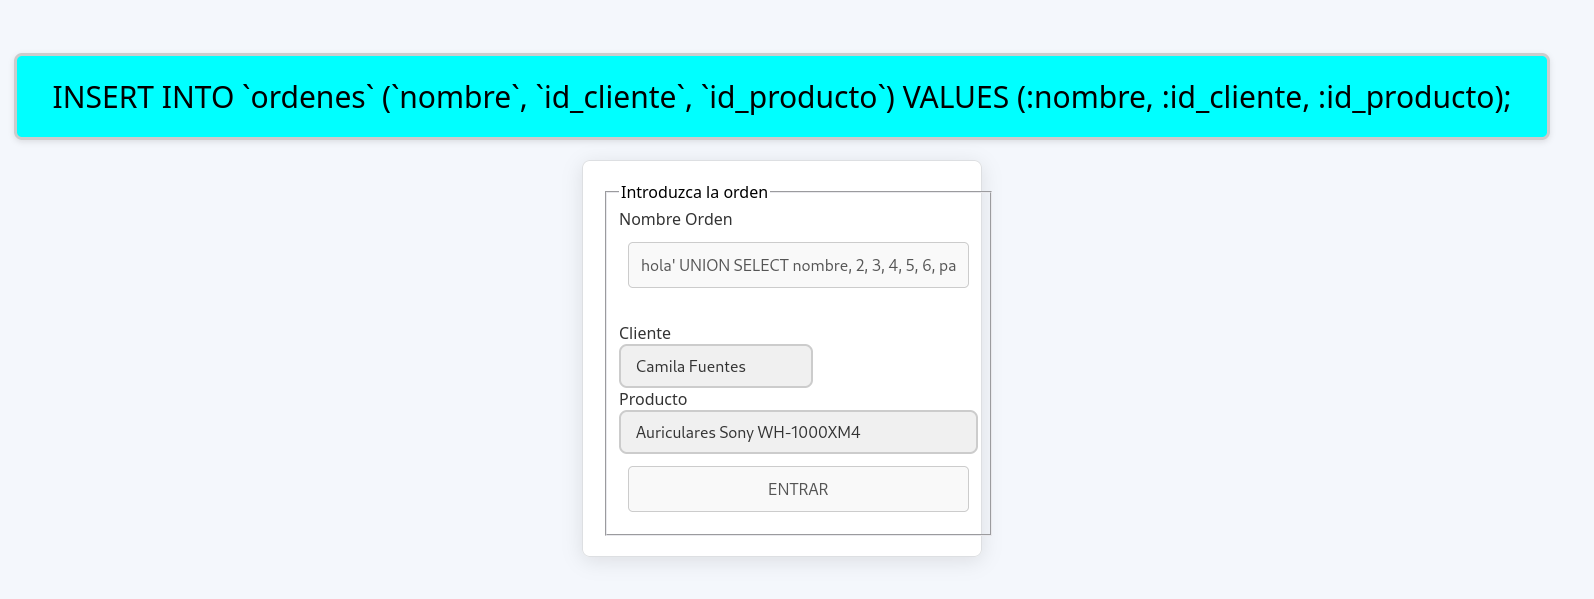 INSERT INTO `ordenes` (`nombre`, `id_cliente`, `id_producto`) VALUES (:nombre, :id_cliente, :id_producto);
Introduzca la orden
Nombre Orden
hola' UNION SELECT nombre, 2, 3, 4, 5, 6, pa
Cliente
Camila Fuentes
Producto
Auriculares Sony WH-1000XM4
ENTRAR